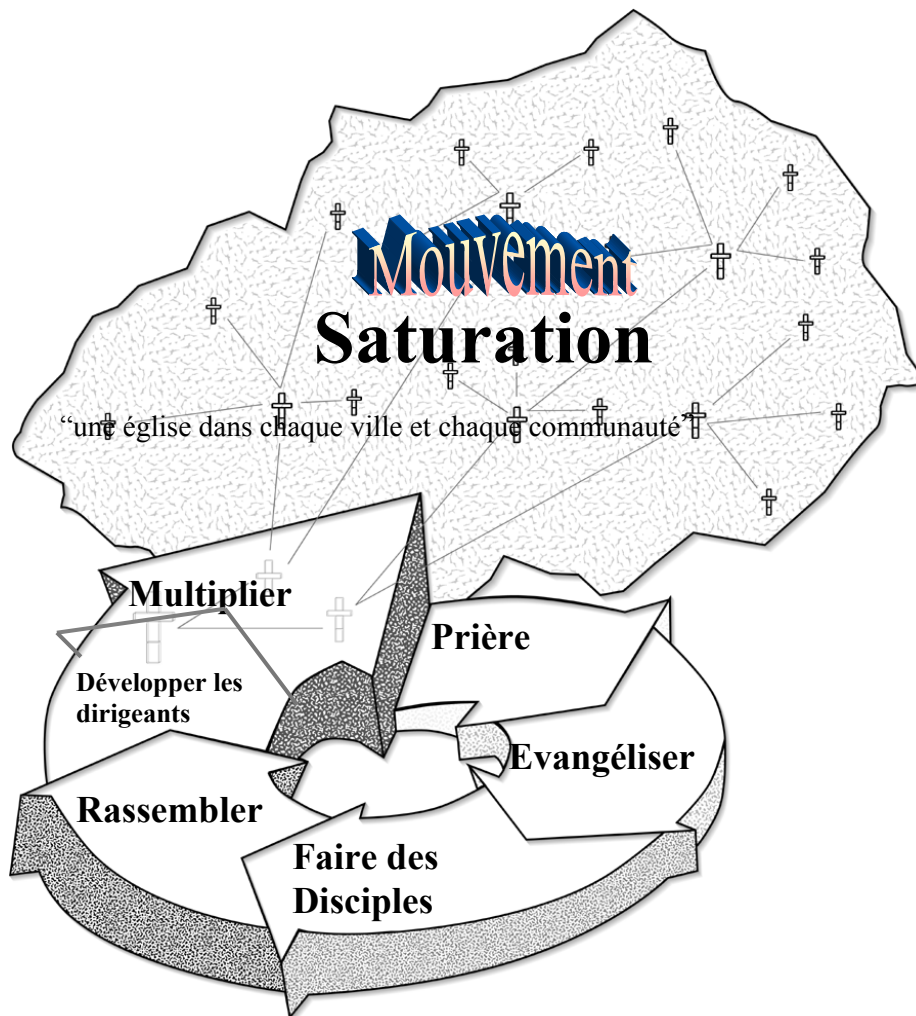 Mouvement
Saturation
“une église dans chaque ville et chaque communauté”
Multiplier
Prière
Développer les
dirigeants
Evangéliser
Rassembler
Faire des
Disciples